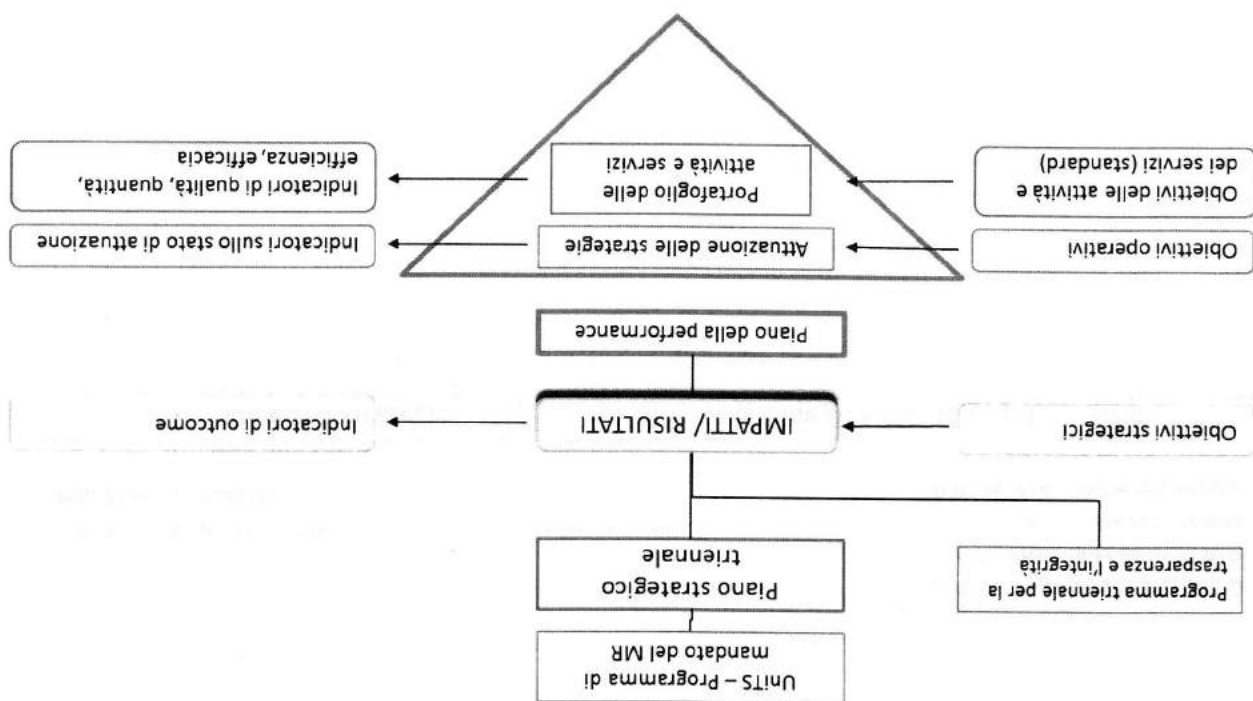 UniTS – Programma di
mandato del MR
Programma triennale per la
trasparenza e l'integrità
Piano strategico
triennale
Obiettivi strategici
IMPATTI/ RISULTATI
Indicatori di outcome
Piano della performance
Obiettivi operativi
Attuazione delle strategie
Indicatori sullo stato di attuazione
Obiettivi delle attività e
dei servizi (standard)
Portafoglio delle
attività e servizi
Indicatori di qualità, quantità,
efficienza, efficacia